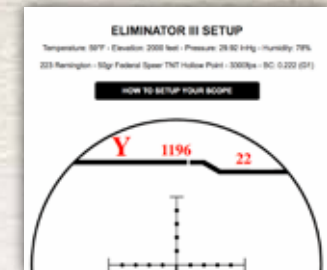 ELIMINATOR III SETUP
Temperature: 59°F - Elevation: 2000 feet - Pressure: 29.92 InHg - Humidity: 78%
223 Remington - 50gr Federal Speer TNT Hollow Point - 3300fps - BC: 0.222 (G1)
HOW TO SETUP YOUR SCOPE
Y 1196 22